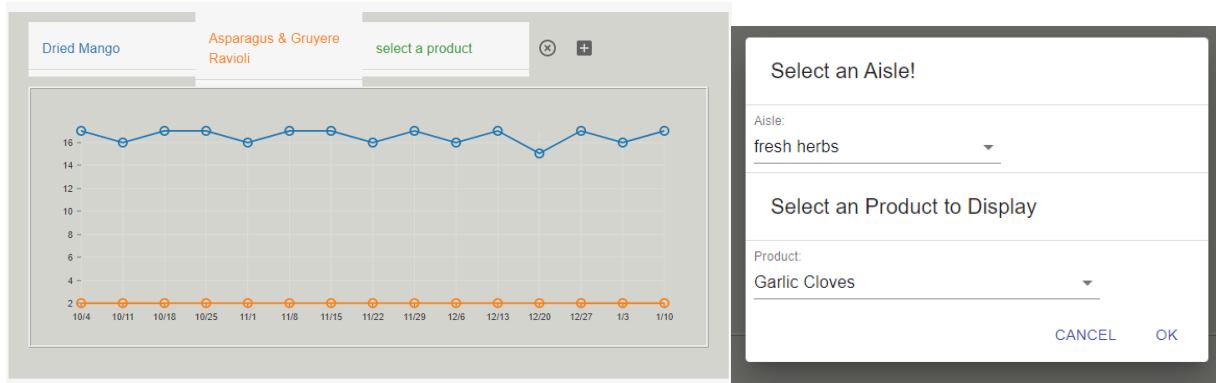 Dried Mango
Asparagus & Gruyere
Ravioli
select a product
16
14
12
10
8
6
4
2
10/4 10/11 10/18 10/25 11/1 11/8 11/15 11/22 11/29 12/6 12/13 12/20 12/27 1/3 1/10
Select an Aisle!
Aisle:
fresh herbs
Select an Product to Display
Product:
Garlic Cloves
CANCEL OK